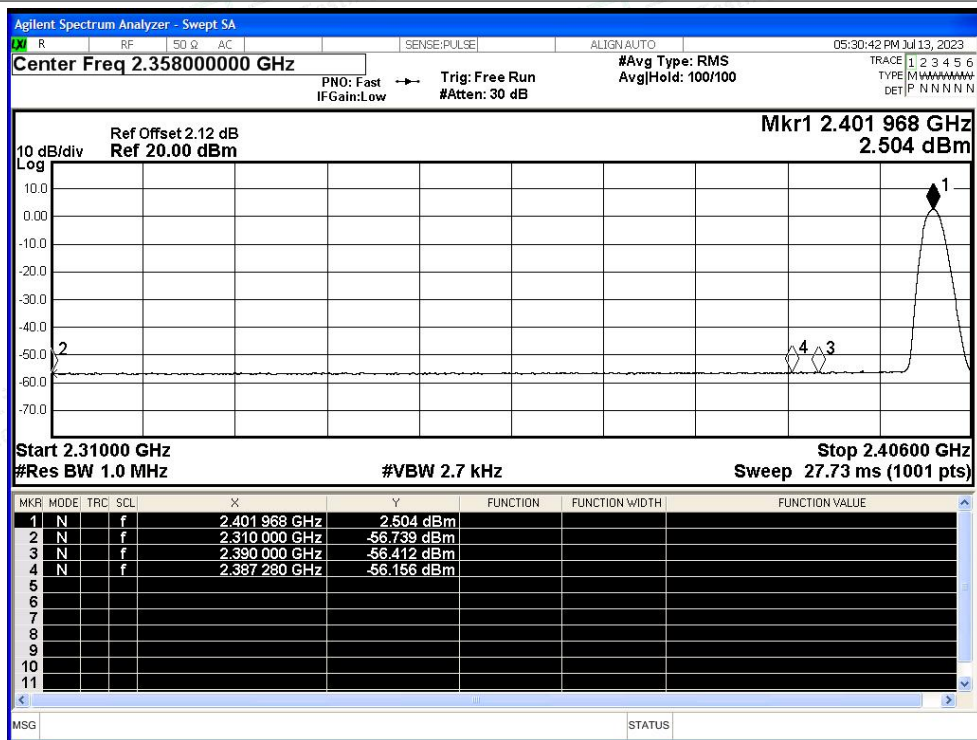 Agilent Spectrum Analyzer - Swept SA
LXI R RF 50 Ω AC SENSE:PULSE ALIGN AUTO 05:30:42 PM Jul 13, 2023
Center Freq 2.358000000 GHz #Avg Type: RMS TRACE 1 2 3 4 5 6
PNO: Fast Trig: Free Run Avg|Hold: 100/100 TYPE M
IFGain:Low #Atten: 30 dB DET P N N N N N
Mkr1 2.401 968 GHz
2.504 dBm
Ref Offset 2.12 dB
10 dB/div Ref 20.00 dBm
Log
10.0
0.00
-10.0
-20.0
-30.0
-40.0
-50.0
-60.0
-70.0
1
2
4 3
Start 2.31000 GHz Stop 2.40600 GHz
#Res BW 1.0 MHz #VBW 2.7 kHz Sweep 27.73 ms (1001 pts)
MKR MODE TRC SCL X Y FUNCTION FUNCTION WIDTH FUNCTION VALUE
1 N f 2.401 968 GHz 2.504 dBm
2 N f 2.310 000 GHz -56.739 dBm
3 N f 2.390 000 GHz -56.412 dBm
4 N f 2.387 280 GHz -56.156 dBm
5
6
7
8
9
10
11
MSG STATUS